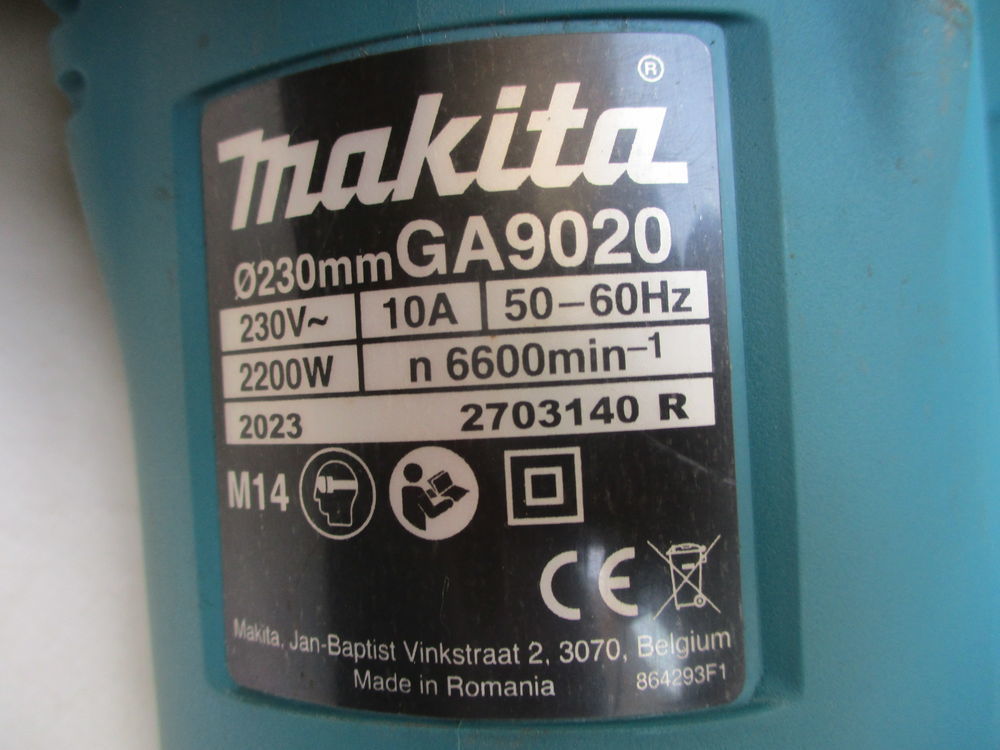 makita®
Ø230mm GA9020
230V~ 10A 50–60Hz
2200W n 6600min⁻¹
2023 2703140 R
M14
CE
Makita, Jan-Baptist Vinkstraat 2, 3070, Belgium
Made in Romania 864293F1